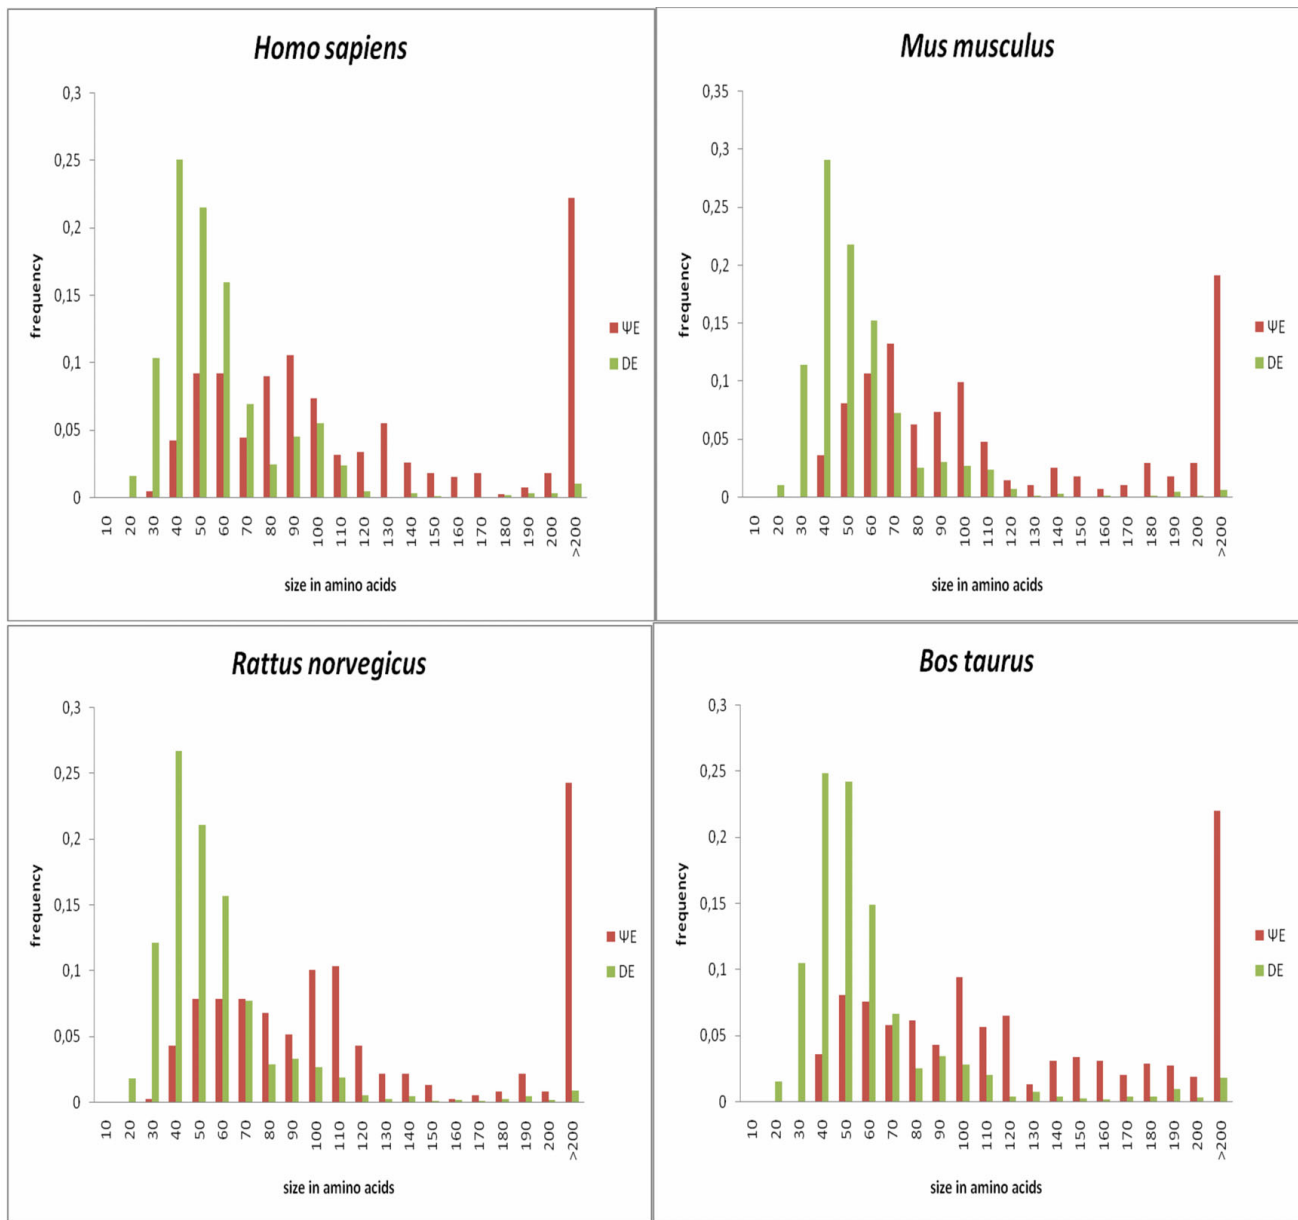 Homo sapiens
0,3
0,25
0,2
0,15
0,1
0,05
0
frequency
10 20 30 40 50 60 70 80 90 100 110 120 130 140 150 160 170 180 190 200 >200
size in amino acids
ΨE
DE
Mus musculus
0,35
0,3
0,25
0,2
0,15
0,1
0,05
0
frequency
10 20 30 40 50 60 70 80 90 100 110 120 130 140 150 160 170 180 190 200 >200
size in amino acids
ΨE
DE
Rattus norvegicus
0,3
0,25
0,2
0,15
0,1
0,05
0
frequency
10 20 30 40 50 60 70 80 90 100 110 120 130 140 150 160 170 180 190 200 >200
size in amino acids
ΨE
DE
Bos taurus
0,3
0,25
0,2
0,15
0,1
0,05
0
frequency
10 20 30 40 50 60 70 80 90 100 110 120 130 140 150 160 170 180 190 200 >200
size in amino acids
ΨE
DE